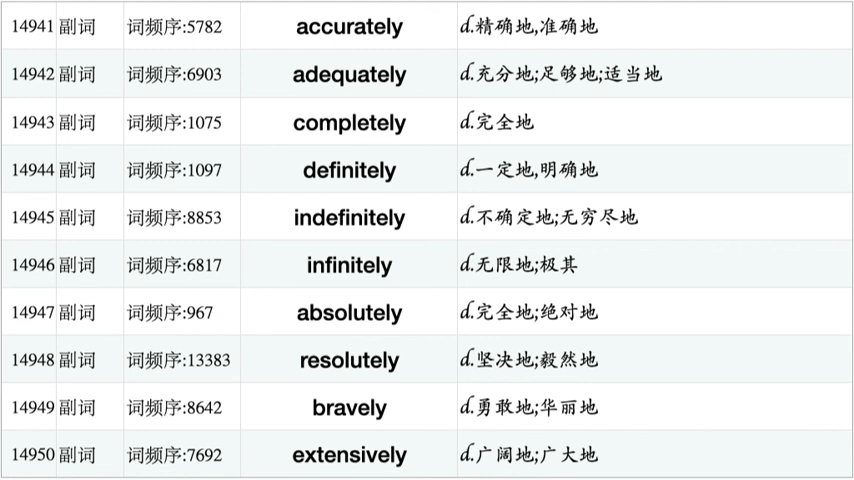 14941 副词 词频序:5782 accurately d.精确地,准确地
14942 副词 词频序:6903 adequately d.充分地;足够地;适当地
14943 副词 词频序:1075 completely d.完全地
14944 副词 词频序:1097 definitely d.一定地,明确地
14945 副词 词频序:8853 indefinitely d.不确定地;无穷尽地
14946 副词 词频序:6817 infinitely d.无限地;极其
14947 副词 词频序:967 absolutely d.完全地;绝对地
14948 副词 词频序:13383 resolutely d.坚决地;毅然地
14949 副词 词频序:8642 bravely d.勇敢地;华丽地
14950 副词 词频序:7692 extensively d.广阔地;广大地